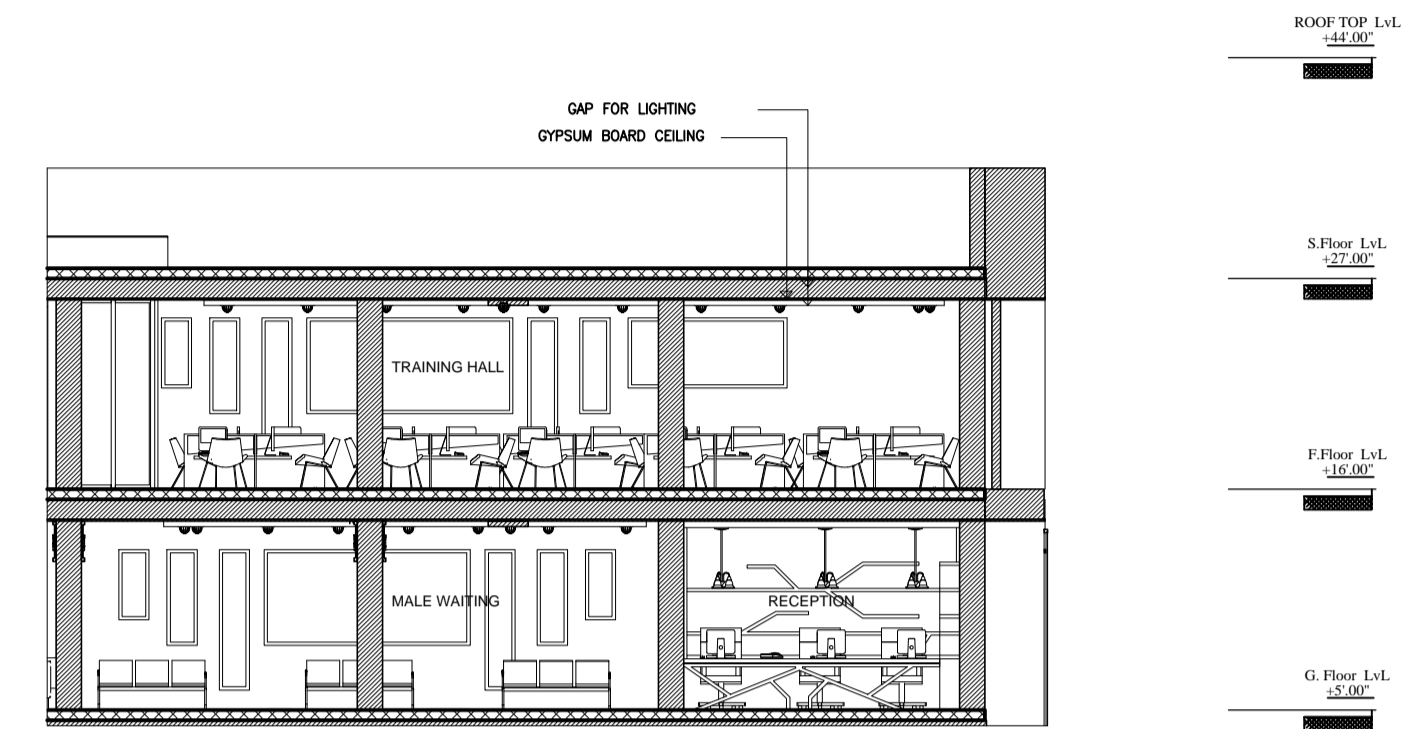 ROOF TOP LvL
+44'.00"
GAP FOR LIGHTING
GYPSUM BOARD CEILING
S.Floor LvL
+27'.00"
TRAINING HALL
F.Floor LvL
+16'.00"
MALE WAITING
RECEPTION
G. Floor LvL
+5'.00"